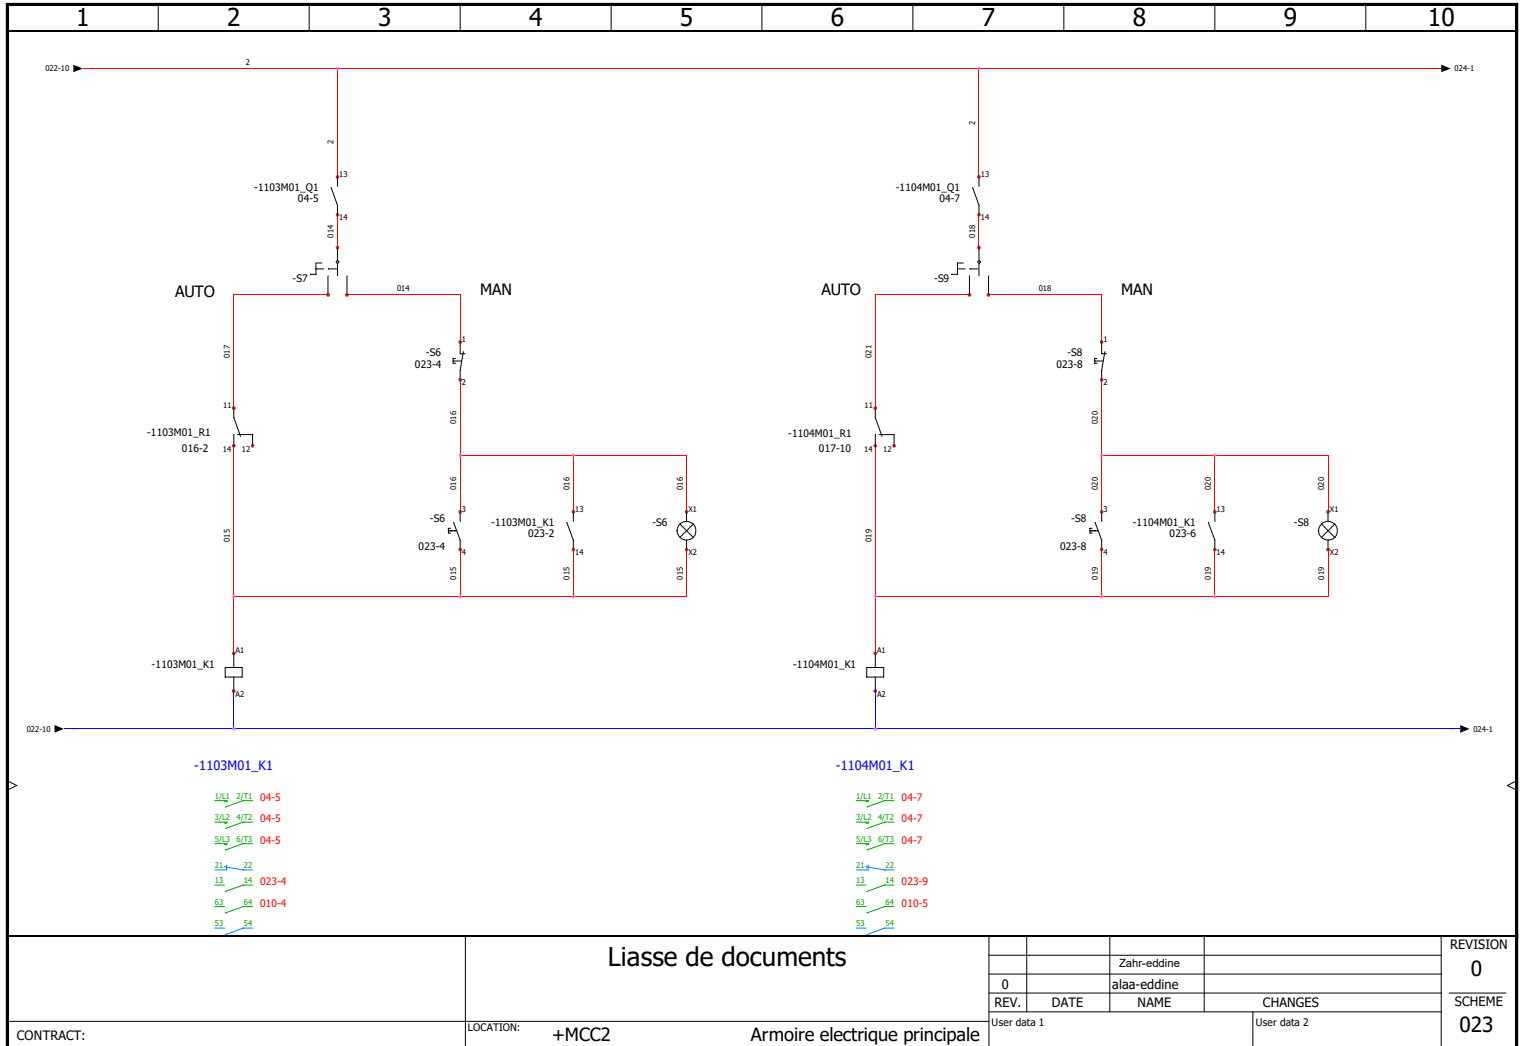 1 2 3 4 5 6 7 8 9 10
022-10 2 024-1
2 2
13 13
-1103M01_Q1 -1104M01_Q1
04-5 04-7
14 14
014 018
-S7 -S9
AUTO 014 MAN AUTO 018 MAN
1 1
017 -S6 021 -S8
023-4 023-8
2 2
11 016 11 020
-1103M01_R1 -1104M01_R1
016-2 14 12 017-10 14 12
016 016 016 020 020 020
3 13 X1 3 13 X1
-S6 -1103M01_K1 -S6 -S8 -1104M01_K1 -S8
015 023-2 019 023-6
023-4 4 14 X2 023-8 4 14 X2
015 015 015 019 019 019
A1 A1
-1103M01_K1 -1104M01_K1
A2 A2
022-10 024-1
-1103M01_K1 -1104M01_K1
1/L1 2/T1 04-5 1/L1 2/T1 04-7
3/L2 4/T2 04-5 3/L2 4/T2 04-7
5/L3 6/T3 04-5 5/L3 6/T3 04-7
21 22 21 22
13 14 023-4 13 14 023-9
63 64 010-4 63 64 010-5
53 54 53 54
Liasse de documents
REVISION
Zahr-eddine
0
0 alaa-eddine
REV. DATE NAME CHANGES
SCHEME
User data 1 User data 2
023
CONTRACT:
LOCATION: +MCC2 Armoire electrique principale